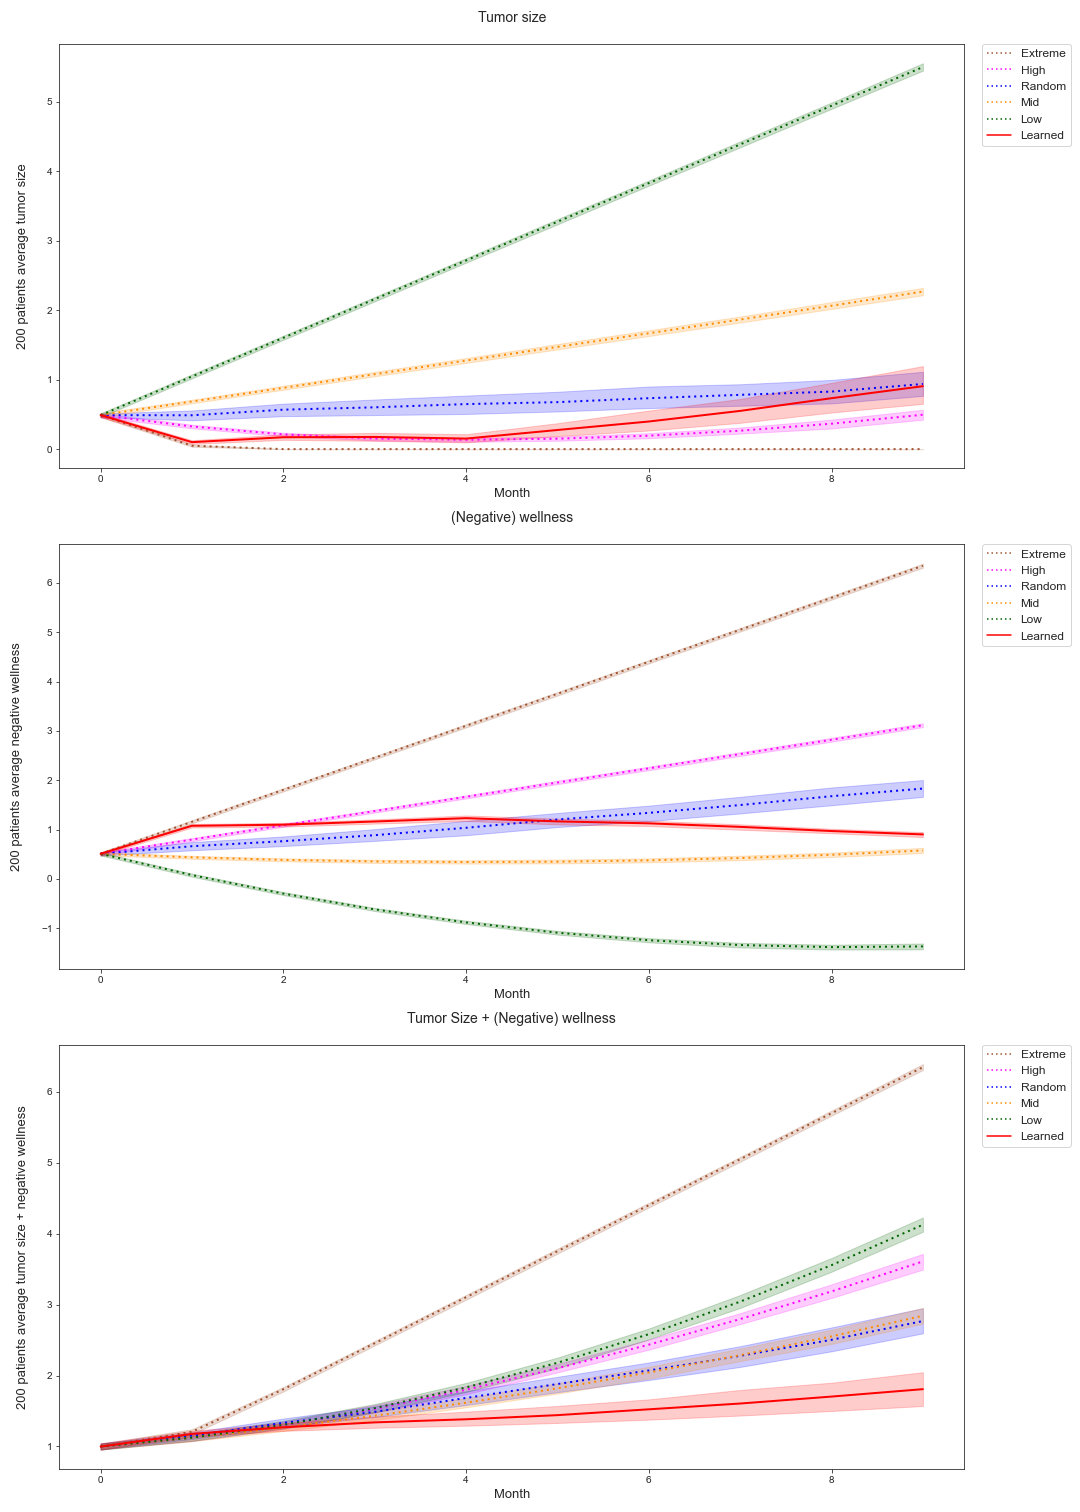 Tumor size
5
4
3
2
1
0
200 patients average tumor size
0 2 4 6 8
Month
Extreme
High
Random
Mid
Low
Learned
(Negative) wellness
6
5
4
3
2
1
0
−1
200 patients average negative wellness
0 2 4 6 8
Month
Extreme
High
Random
Mid
Low
Learned
Tumor Size + (Negative) wellness
6
5
4
3
2
1
200 patients average tumor size + negative wellness
0 2 4 6 8
Month
Extreme
High
Random
Mid
Low
Learned